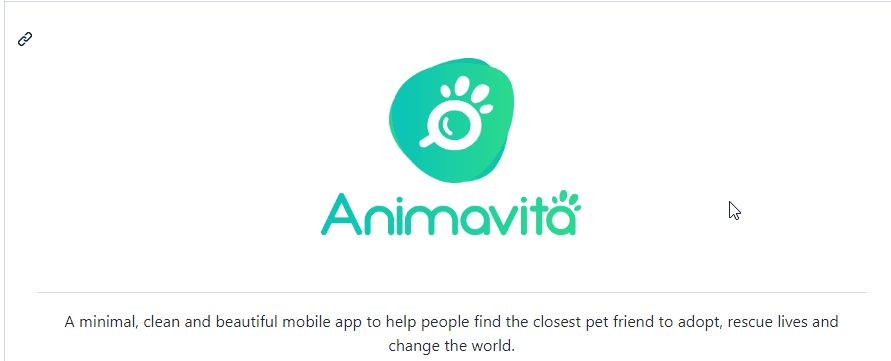 Animavita
A minimal, clean and beautiful mobile app to help people find the closest pet friend to adopt, rescue lives and
change the world.